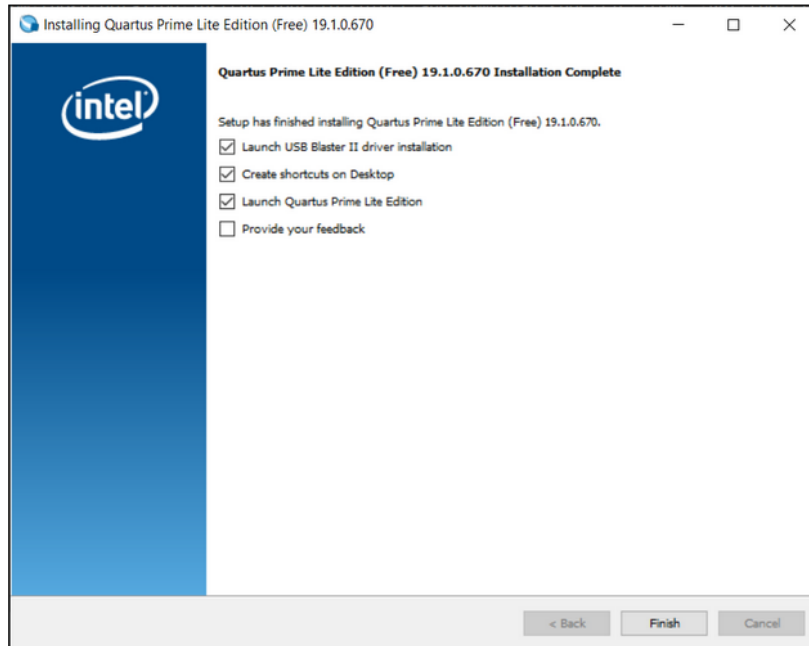 Installing Quartus Prime Lite Edition (Free) 19.1.0.670
intel
Quartus Prime Lite Edition (Free) 19.1.0.670 Installation Complete
Setup has finished installing Quartus Prime Lite Edition (Free) 19.1.0.670.
Launch USB Blaster II driver installation
Create shortcuts on Desktop
Launch Quartus Prime Lite Edition
Provide your feedback
< Back Finish Cancel